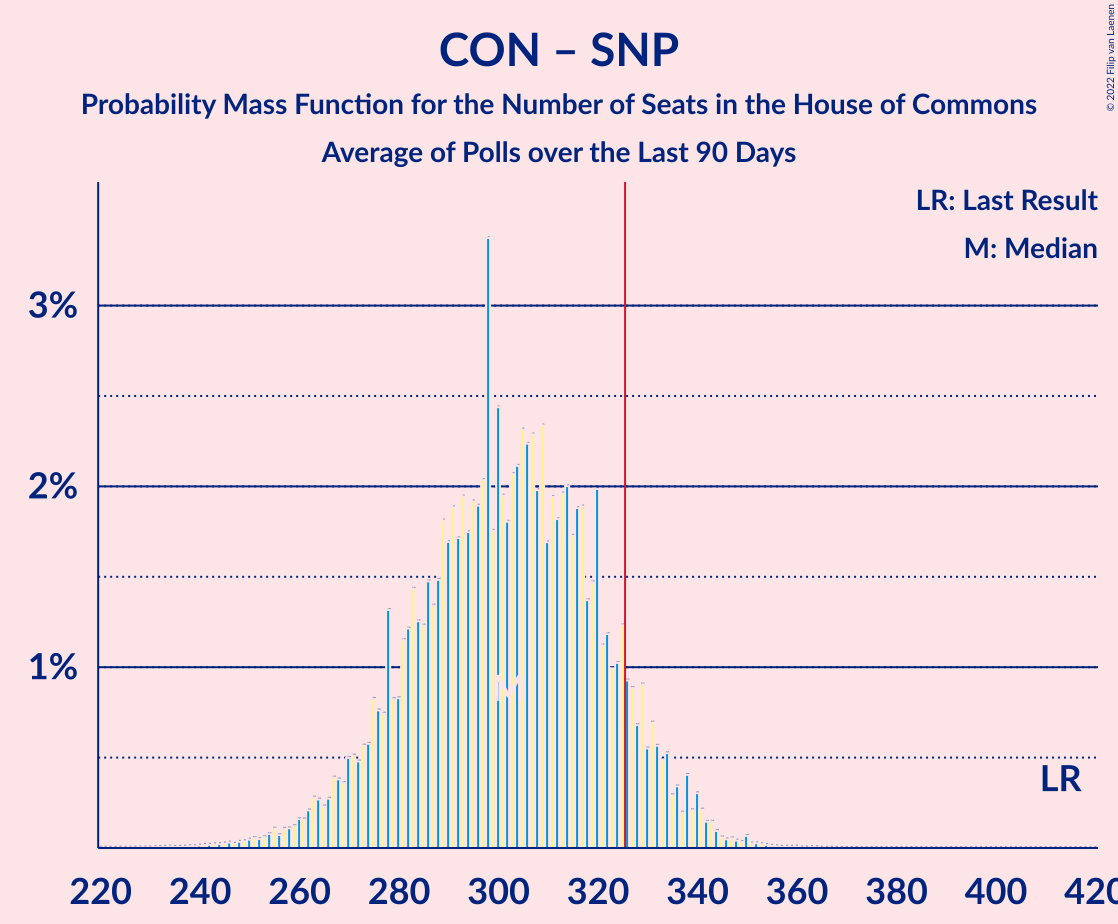 CON – SNP
Probability Mass Function for the Number of Seats in the House of Commons
Average of Polls over the Last 90 Days
© 2022 Filip van Laenen
LR: Last Result
M: Median
3%
2%
1%
M
LR
220 240 260 280 300 320 340 360 380 400 420